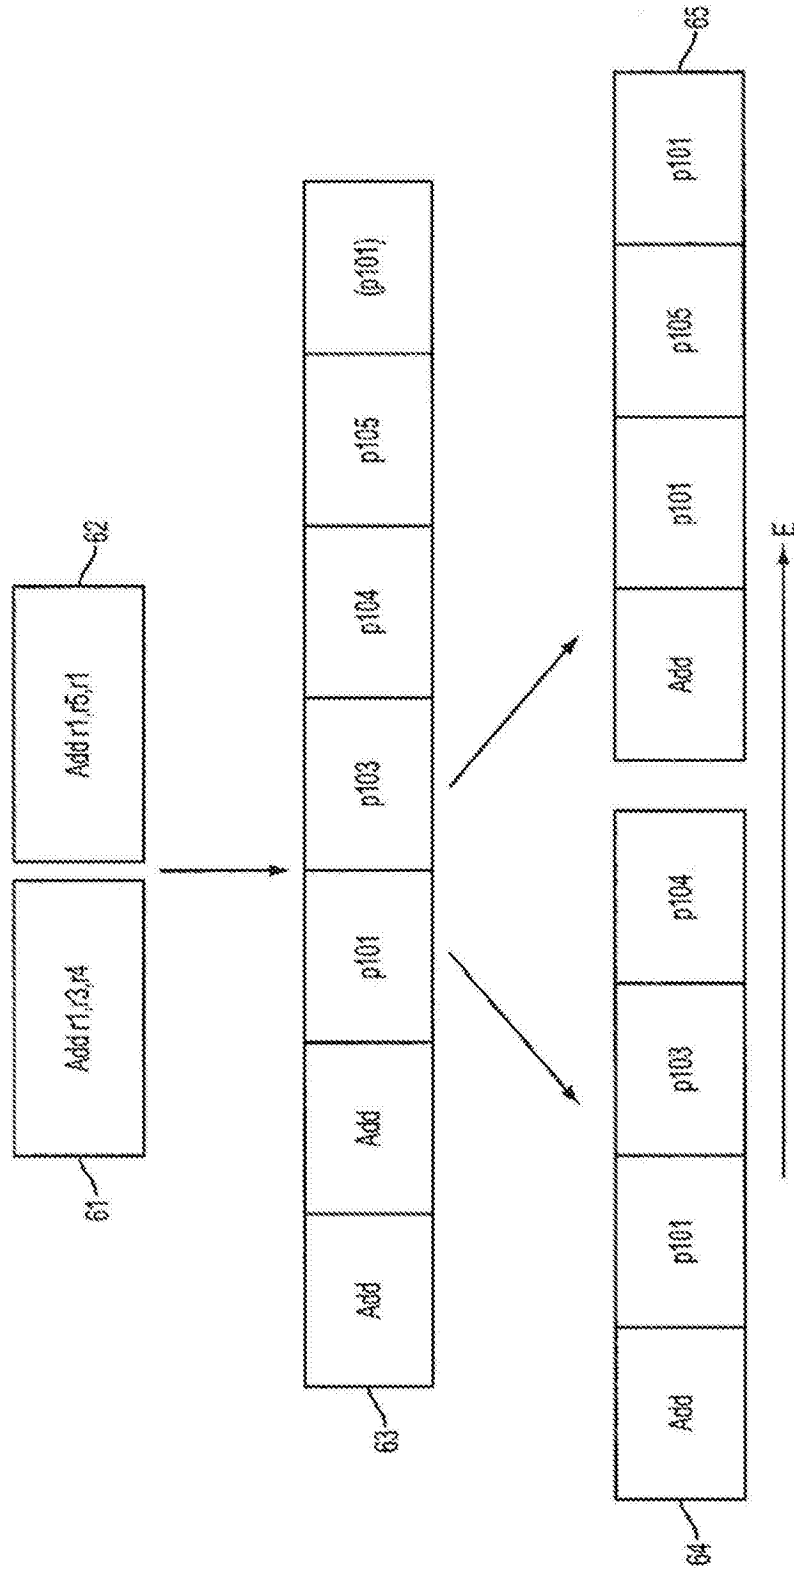 61
Add r1,r3,r4
Add r1,r5,r1
62
63
Add
Add
p101
p103
p104
p105
(p101)
64
Add
p101
p103
p104
Add
p101
p105
p101
65
E